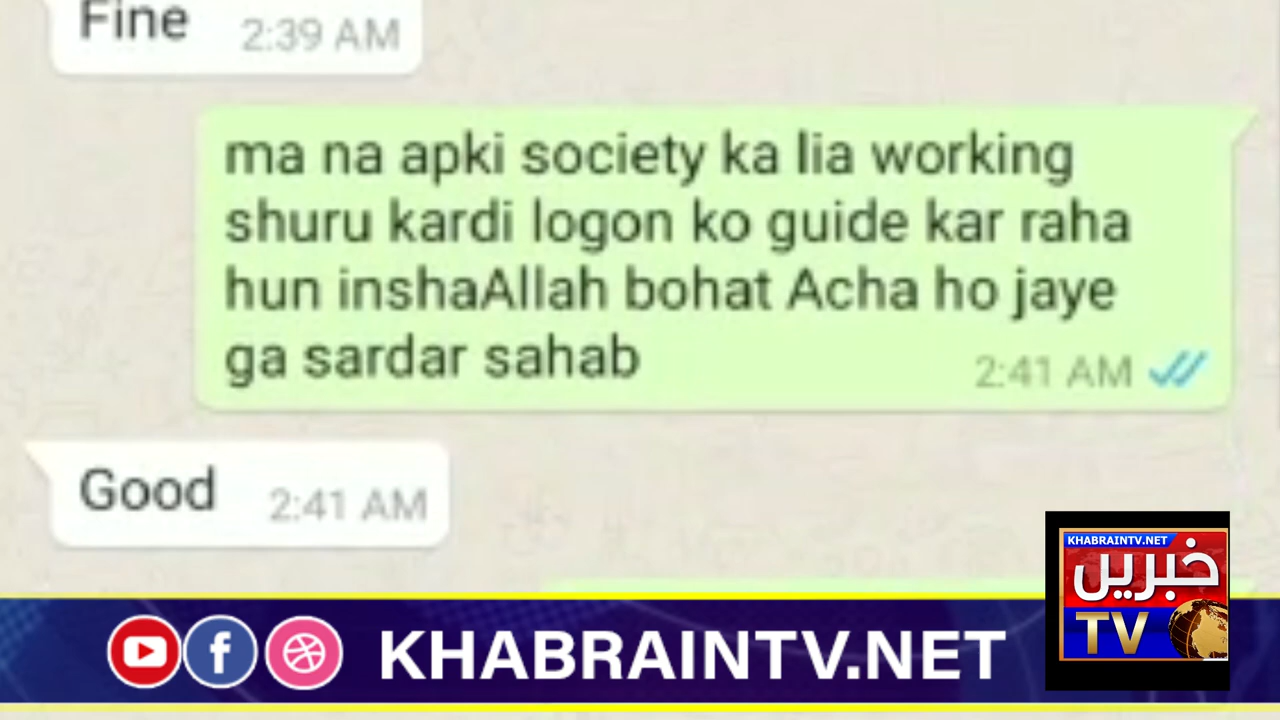 Fine 2:39 AM
ma na apki society ka lia working
shuru kardi logon ko guide kar raha
hun inshaAllah bohat Acha ho jaye
ga sardar sahab 2:41 AM
Good 2:41 AM
KHABRAINTV.NET
خبریں
TV
KHABRAINTV.NET